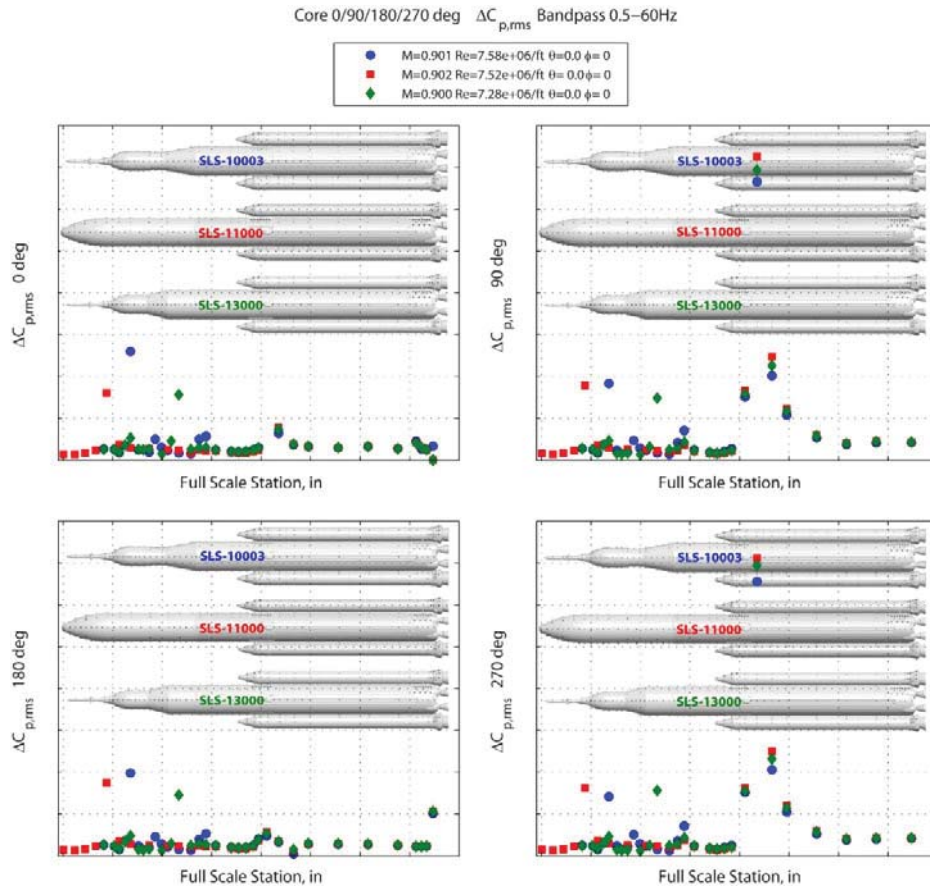 Core 0/90/180/270 deg ΔCp,rms Bandpass 0.5−60Hz
M=0.901 Re=7.58e+06/ft θ=0.0 ϕ= 0
M=0.902 Re=7.52e+06/ft θ= 0.0ϕ= 0
M=0.900 Re=7.28e+06/ft θ=0.0 ϕ= 0
ΔCp,rms 0 deg
SLS-10003
SLS-11000
SLS-13000
Full Scale Station, in
ΔCp,rms 90 deg
SLS-10003
SLS-11000
SLS-13000
Full Scale Station, in
ΔCp,rms 180 deg
SLS-10003
SLS-11000
SLS-13000
Full Scale Station, in
ΔCp,rms 270 deg
SLS-10003
SLS-11000
SLS-13000
Full Scale Station, in